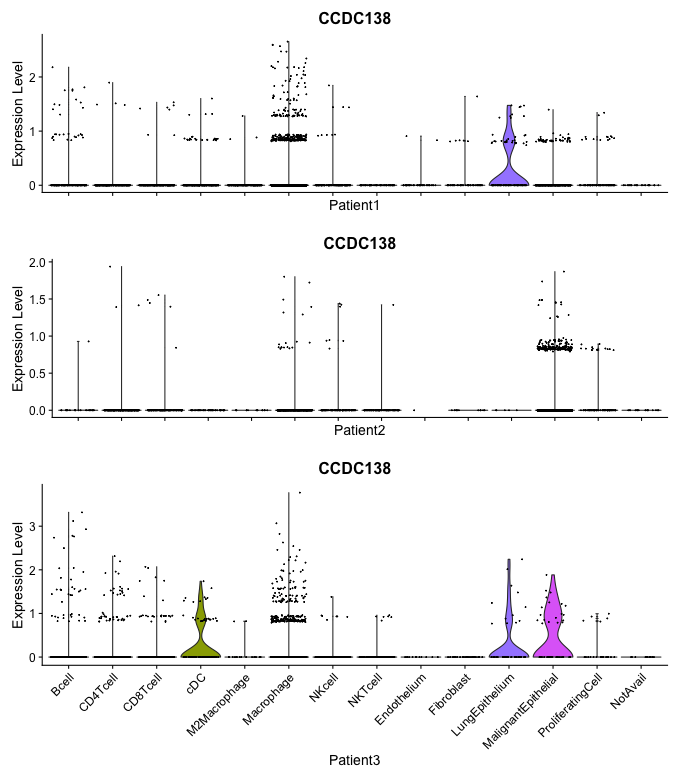 CCDC138
Expression Level
2
1
0
Patient1
CCDC138
Expression Level
2.0
1.5
1.0
0.5
0.0
Patient2
CCDC138
Expression Level
3
2
1
0
Bcell
CD4Tcell
CD8Tcell
cDC
M2Macrophage
Macrophage
NKcell
NKTcell
Endothelium
Fibroblast
LungEpithelium
MalignantEpithelial
ProliferatingCell
NotAvail
Patient3